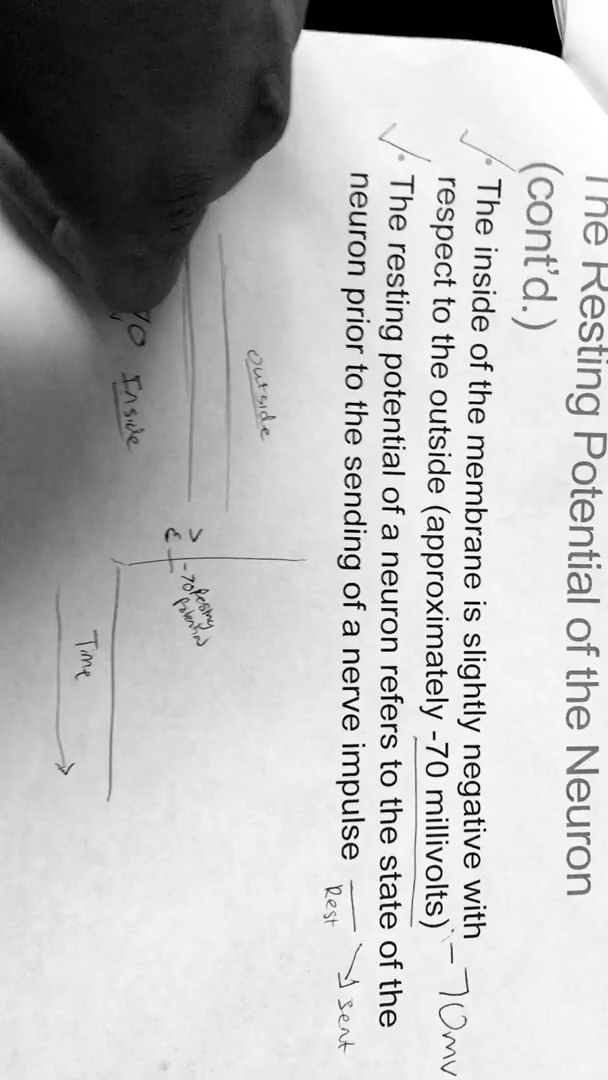 The Resting Potential of the Neuron
(cont'd.)
• The inside of the membrane is slightly negative with
respect to the outside (approximately -70 millivolts) -70mV
• The resting potential of a neuron refers to the state of the
neuron prior to the sending of a nerve impulse
Rest
sent
outside
70 Inside
-70 Resting
Potential
Time